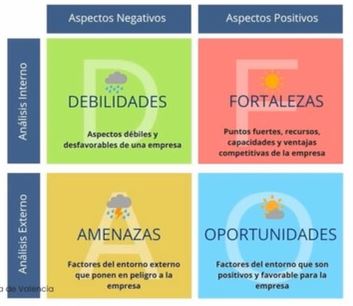 Aspectos Negativos
Aspectos Positivos
Análisis Interno
D
DEBILIDADES
Aspectos débiles y
desfavorables de una empresa
F
FORTALEZAS
Puntos fuertes, recursos,
capacidades y ventajas
competitivas de la empresa
Análisis Externo
A
AMENAZAS
Factores del entorno externo
que ponen en peligro a la
empresa
O
OPORTUNIDADES
Factores del entorno que son
positivos y favorable para la
empresa
a de Valencia